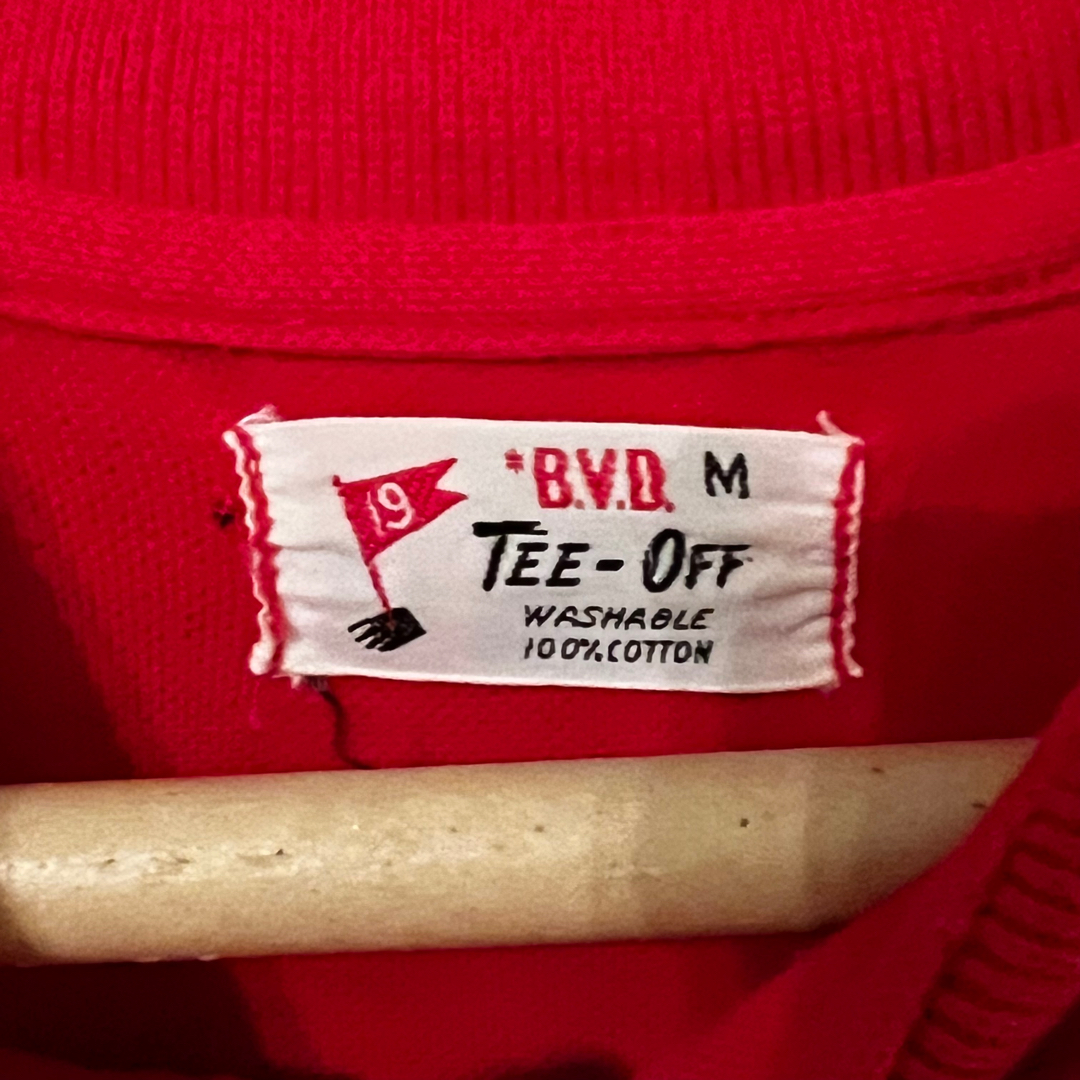 19
*B.V.D. M
TEE-OFF
WASHABLE
100% COTTON